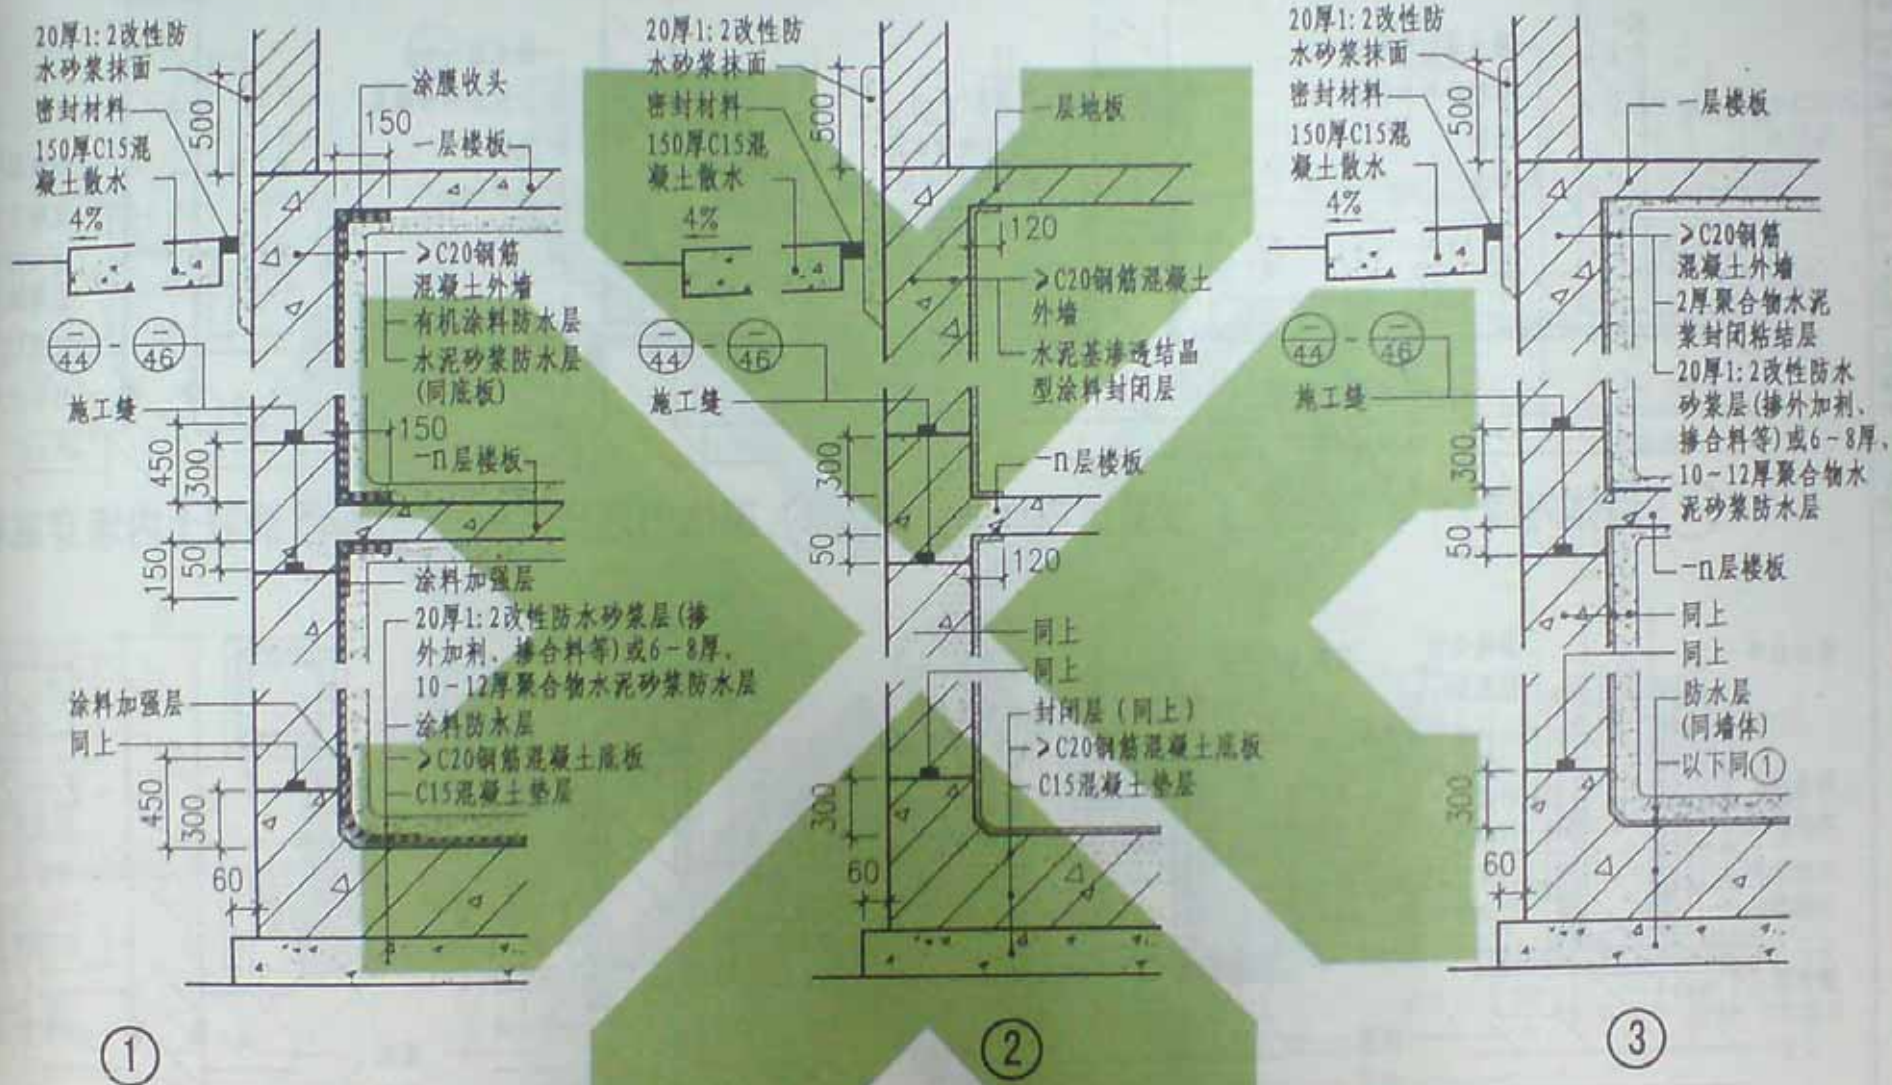 20厚1:2改性防
水砂浆抹面
密封材料
150厚C15混
凝土散水
4%
500
涂膜收头
150
一层楼板
≥C20钢筋
混凝土外墙
有机涂料防水层
水泥砂浆防水层
(同底板)
一
44
-
一
46
施工缝
450
300
150
-n层楼板
150
50
涂料加强层
20厚1:2改性防水砂浆层(掺
外加剂、掺合料等)或6~8厚、
10~12厚聚合物水泥砂浆防水层
涂料加强层
同上
涂料防水层
≥C20钢筋混凝土底板
C15混凝土垫层
450
300
60
①
20厚1:2改性防
水砂浆抹面
密封材料
150厚C15混
凝土散水
4%
500
一层地板
120
≥C20钢筋混凝土
外墙
水泥基渗透结晶
型涂料封闭层
一
44
-
一
46
施工缝
300
-n层楼板
50
120
同上
同上
封闭层(同上)
≥C20钢筋混凝土底板
C15混凝土垫层
300
60
②
20厚1:2改性防
水砂浆抹面
密封材料
150厚C15混
凝土散水
4%
500
一层楼板
≥C20钢筋
混凝土外墙
2厚聚合物水泥
浆封闭粘结层
20厚1:2改性防水
砂浆层(掺外加剂、
掺合料等)或6~8厚、
10~12厚聚合物水
泥砂浆防水层
一
44
-
一
46
施工缝
300
50
-n层楼板
同上
同上
防水层
(同墙体)
以下同①
300
60
③